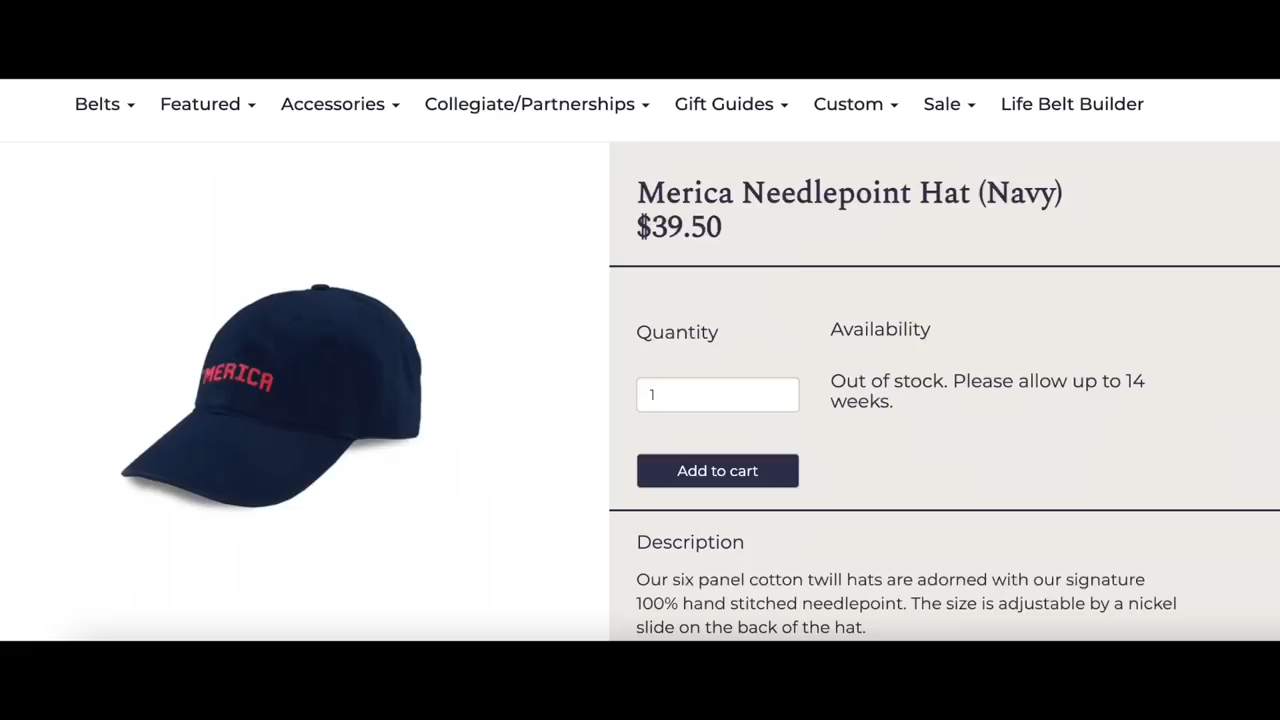 Belts Featured Accessories Collegiate/Partnerships Gift Guides Custom Sale Life Belt Builder
Merica Needlepoint Hat (Navy)
$39.50
'MERICA
Quantity
Availability
1
Out of stock. Please allow up to 14
weeks.
Add to cart
Description
Our six panel cotton twill hats are adorned with our signature
100% hand stitched needlepoint. The size is adjustable by a nickel
slide on the back of the hat.